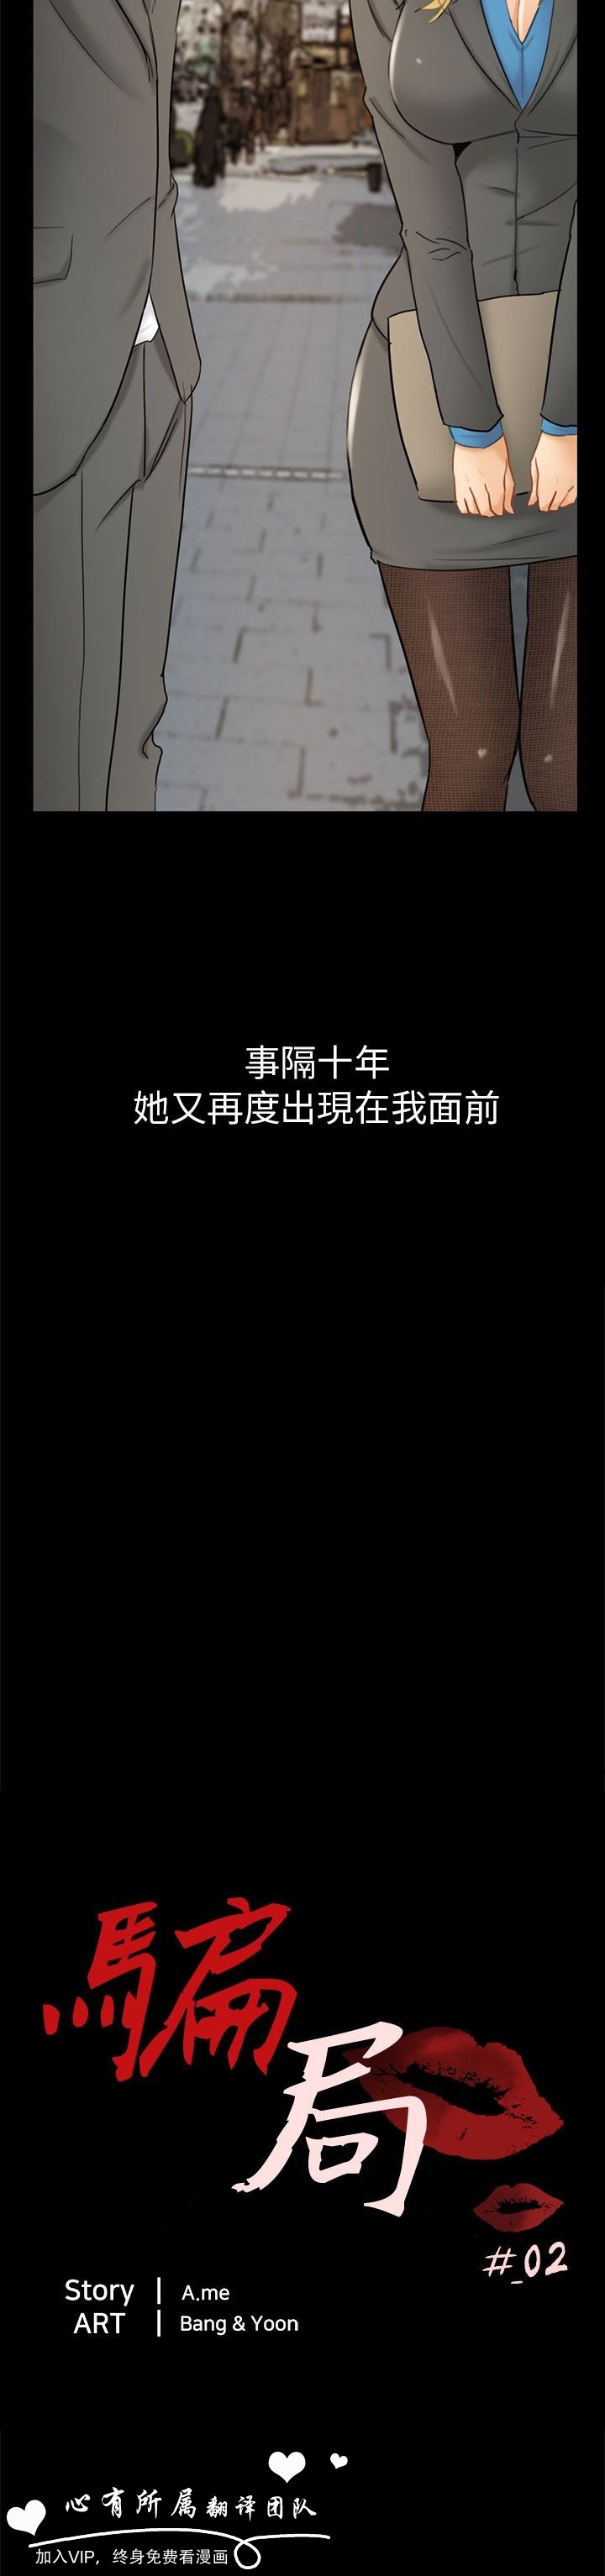 事隔十年
她又再度出現在我面前
騙局
#_02
Story | A.me
ART | Bang & Yoon
心有所属翻译团队
加入VIP，终身免费看漫画